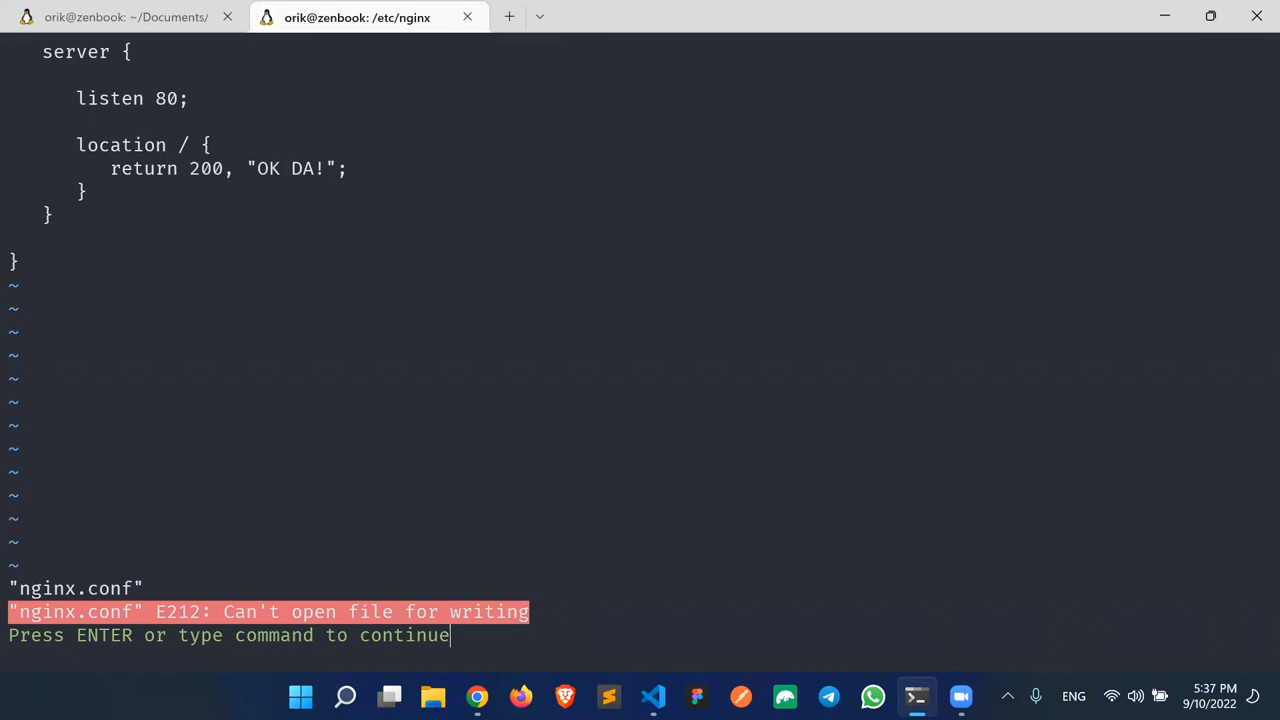 orik@zenbook: ~/Documents/
orik@zenbook: /etc/nginx
server {
listen 80;
location / {
return 200, "OK DA!";
}
}
}
~
~
~
~
~
~
~
~
~
~
~
~
~
"nginx.conf"
"nginx.conf" E212: Can't open file for writing
Press ENTER or type command to continue
ENG
5:37 PM
9/10/2022